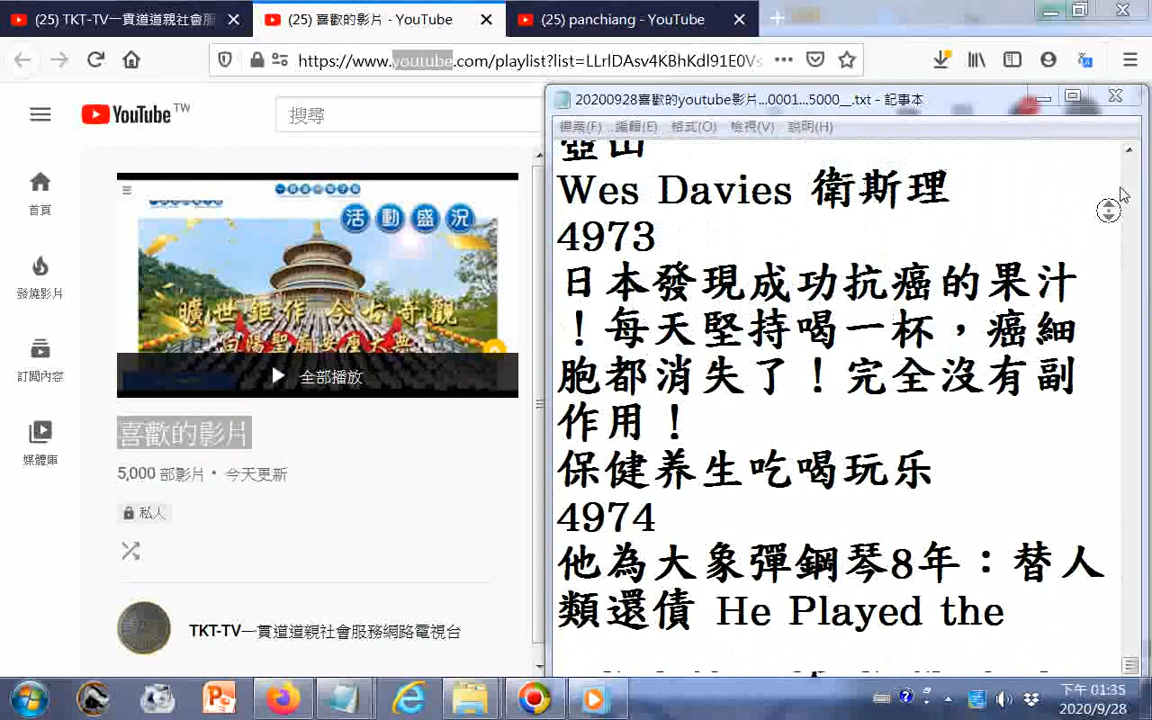 (25) TKT-TV一貫道道親社會服
(25) 喜歡的影片 - YouTube
(25) panchiang - YouTube
https://www.youtube.com/playlist?list=LLrlDAsv4KBhKdl91E0Vs
YouTube TW
搜尋
首頁
發燒影片
訂閱內容
媒體庫
活動盛況
曠世鉅作 今古奇觀
全部播放
喜歡的影片
5,000 部影片・今天更新
私人
TKT-TV一貫道道親社會服務網路電視台
20200928喜歡的youtube影片...0001...5000__.txt - 記事本
檔案(F) 編輯(E) 格式(O) 檢視(V) 說明(H)
Wes Davies 衛斯理
4973
日本發現成功抗癌的果汁
！每天堅持喝一杯，癌細
胞都消失了！完全沒有副
作用！
保健养生吃喝玩乐
4974
他為大象彈鋼琴8年：替人
類還債 He Played the
下午 01:35
2020/9/28